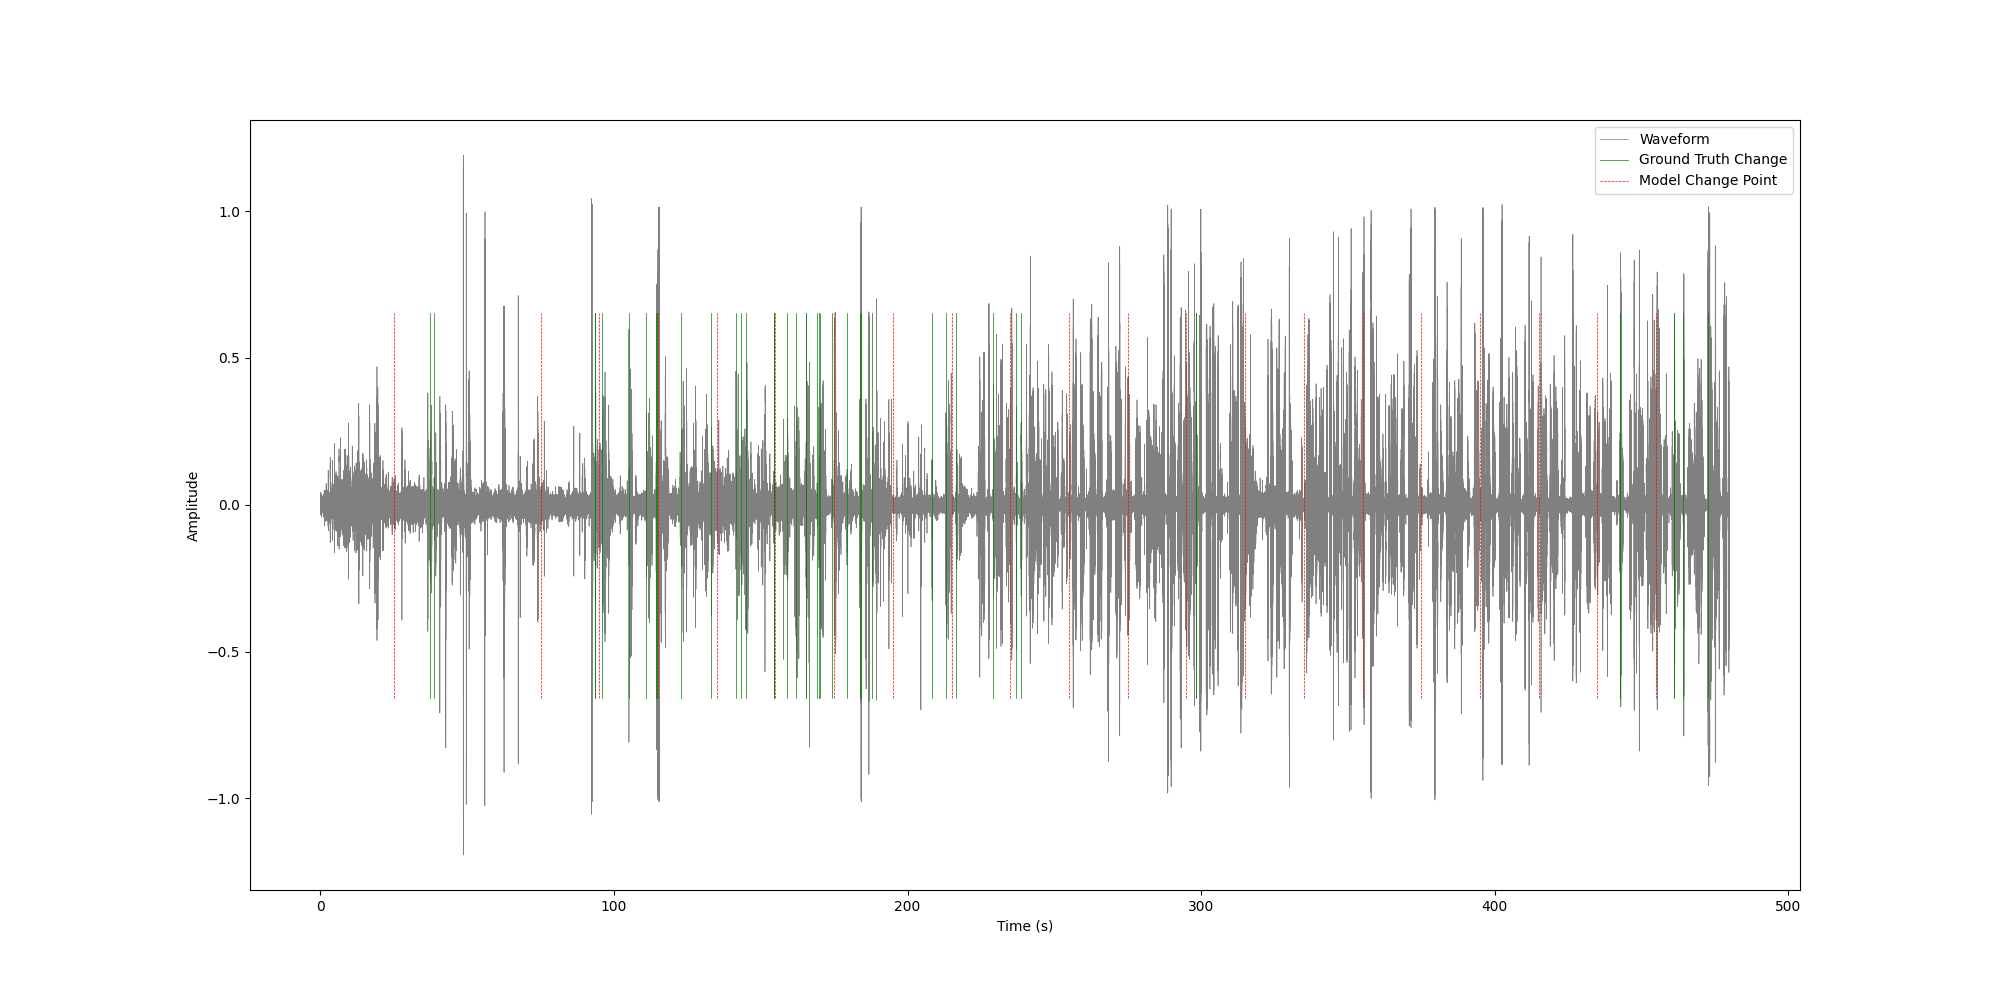 Waveform
Ground Truth Change
Model Change Point
1.0
0.5
0.0
−0.5
−1.0
Amplitude
0 100 200 300 400 500
Time (s)